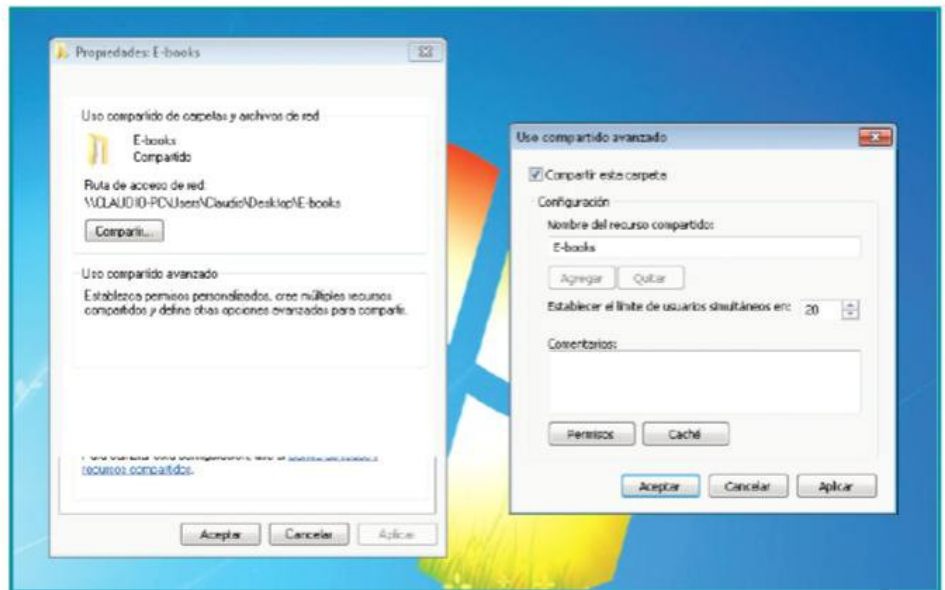 Propiedades: E-books
Uso compartido de carpetas y archivos de red
E-books
Compartido
Ruta de acceso de red:
\\CLAUDIO-PC\Users\Claudio\Desktop\E-books
Compartir...
Uso compartido avanzado
Establezca permisos personalizados, cree múltiples recursos
compartidos y defina otras opciones avanzadas para compartir.
recursos compartidos.
Aceptar Cancelar Aplicar
Uso compartido avanzado
Compartir esta carpeta
Configuración
Nombre del recurso compartido:
E-books
Agregar Quitar
Establecer el límite de usuarios simultáneos en: 20
Comentarios:
Permisos Caché
Aceptar Cancelar Aplicar